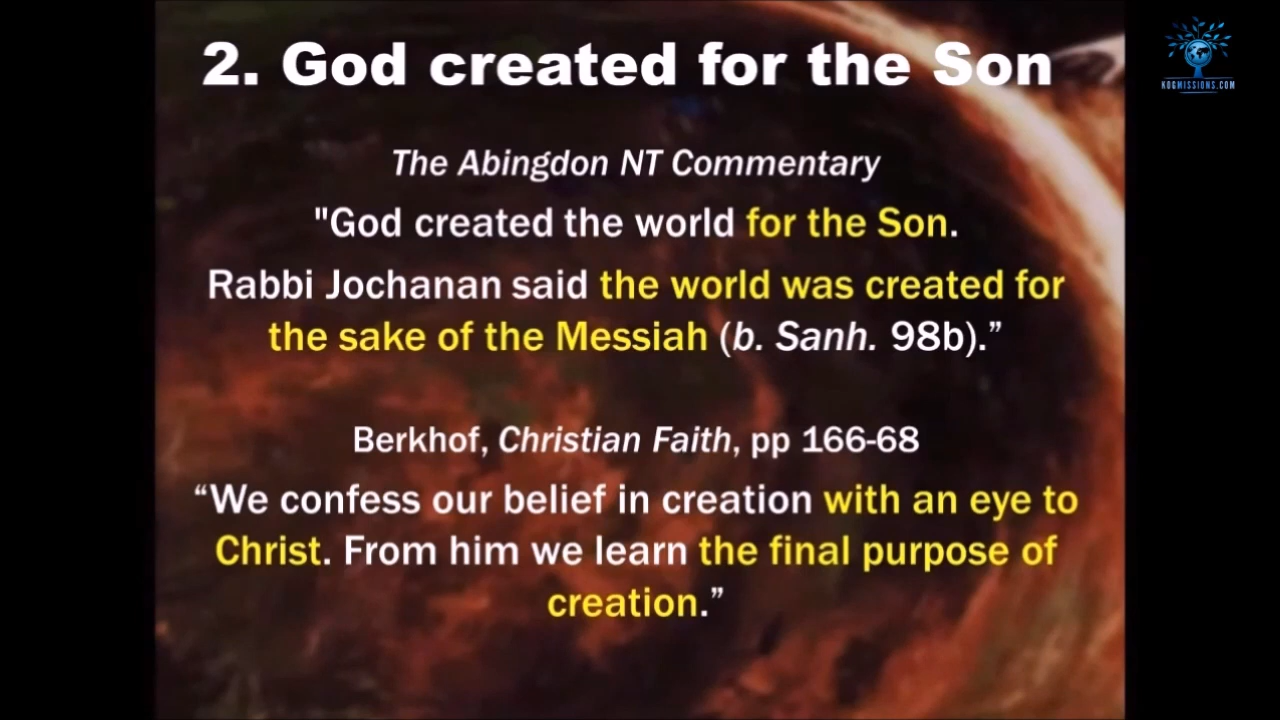 2. God created for the Son
KOGMISSIONS.COM
The Abingdon NT Commentary
"God created the world for the Son.
Rabbi Jochanan said the world was created for
the sake of the Messiah (b. Sanh. 98b).”
Berkhof, Christian Faith, pp 166-68
“We confess our belief in creation with an eye to
Christ. From him we learn the final purpose of
creation.”